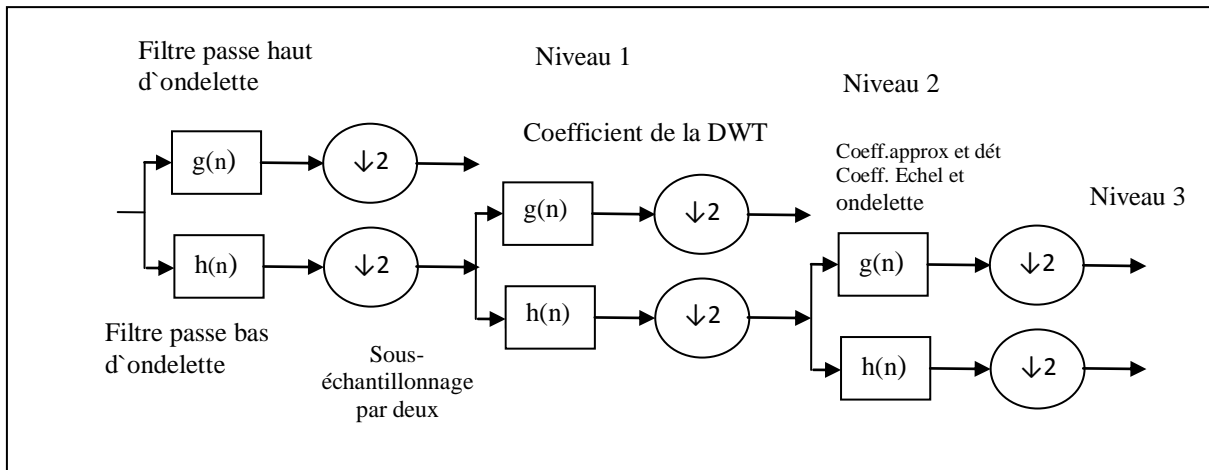 Filtre passe haut
d`ondelette
Niveau 1
Niveau 2
Coefficient de la DWT
Coeff.approx et dét
Coeff. Echel et
ondelette
Niveau 3
g(n)
↓2
h(n)
↓2
g(n)
↓2
h(n)
↓2
g(n)
↓2
h(n)
↓2
Filtre passe bas
d`ondelette
Sous-
échantillonnage
par deux